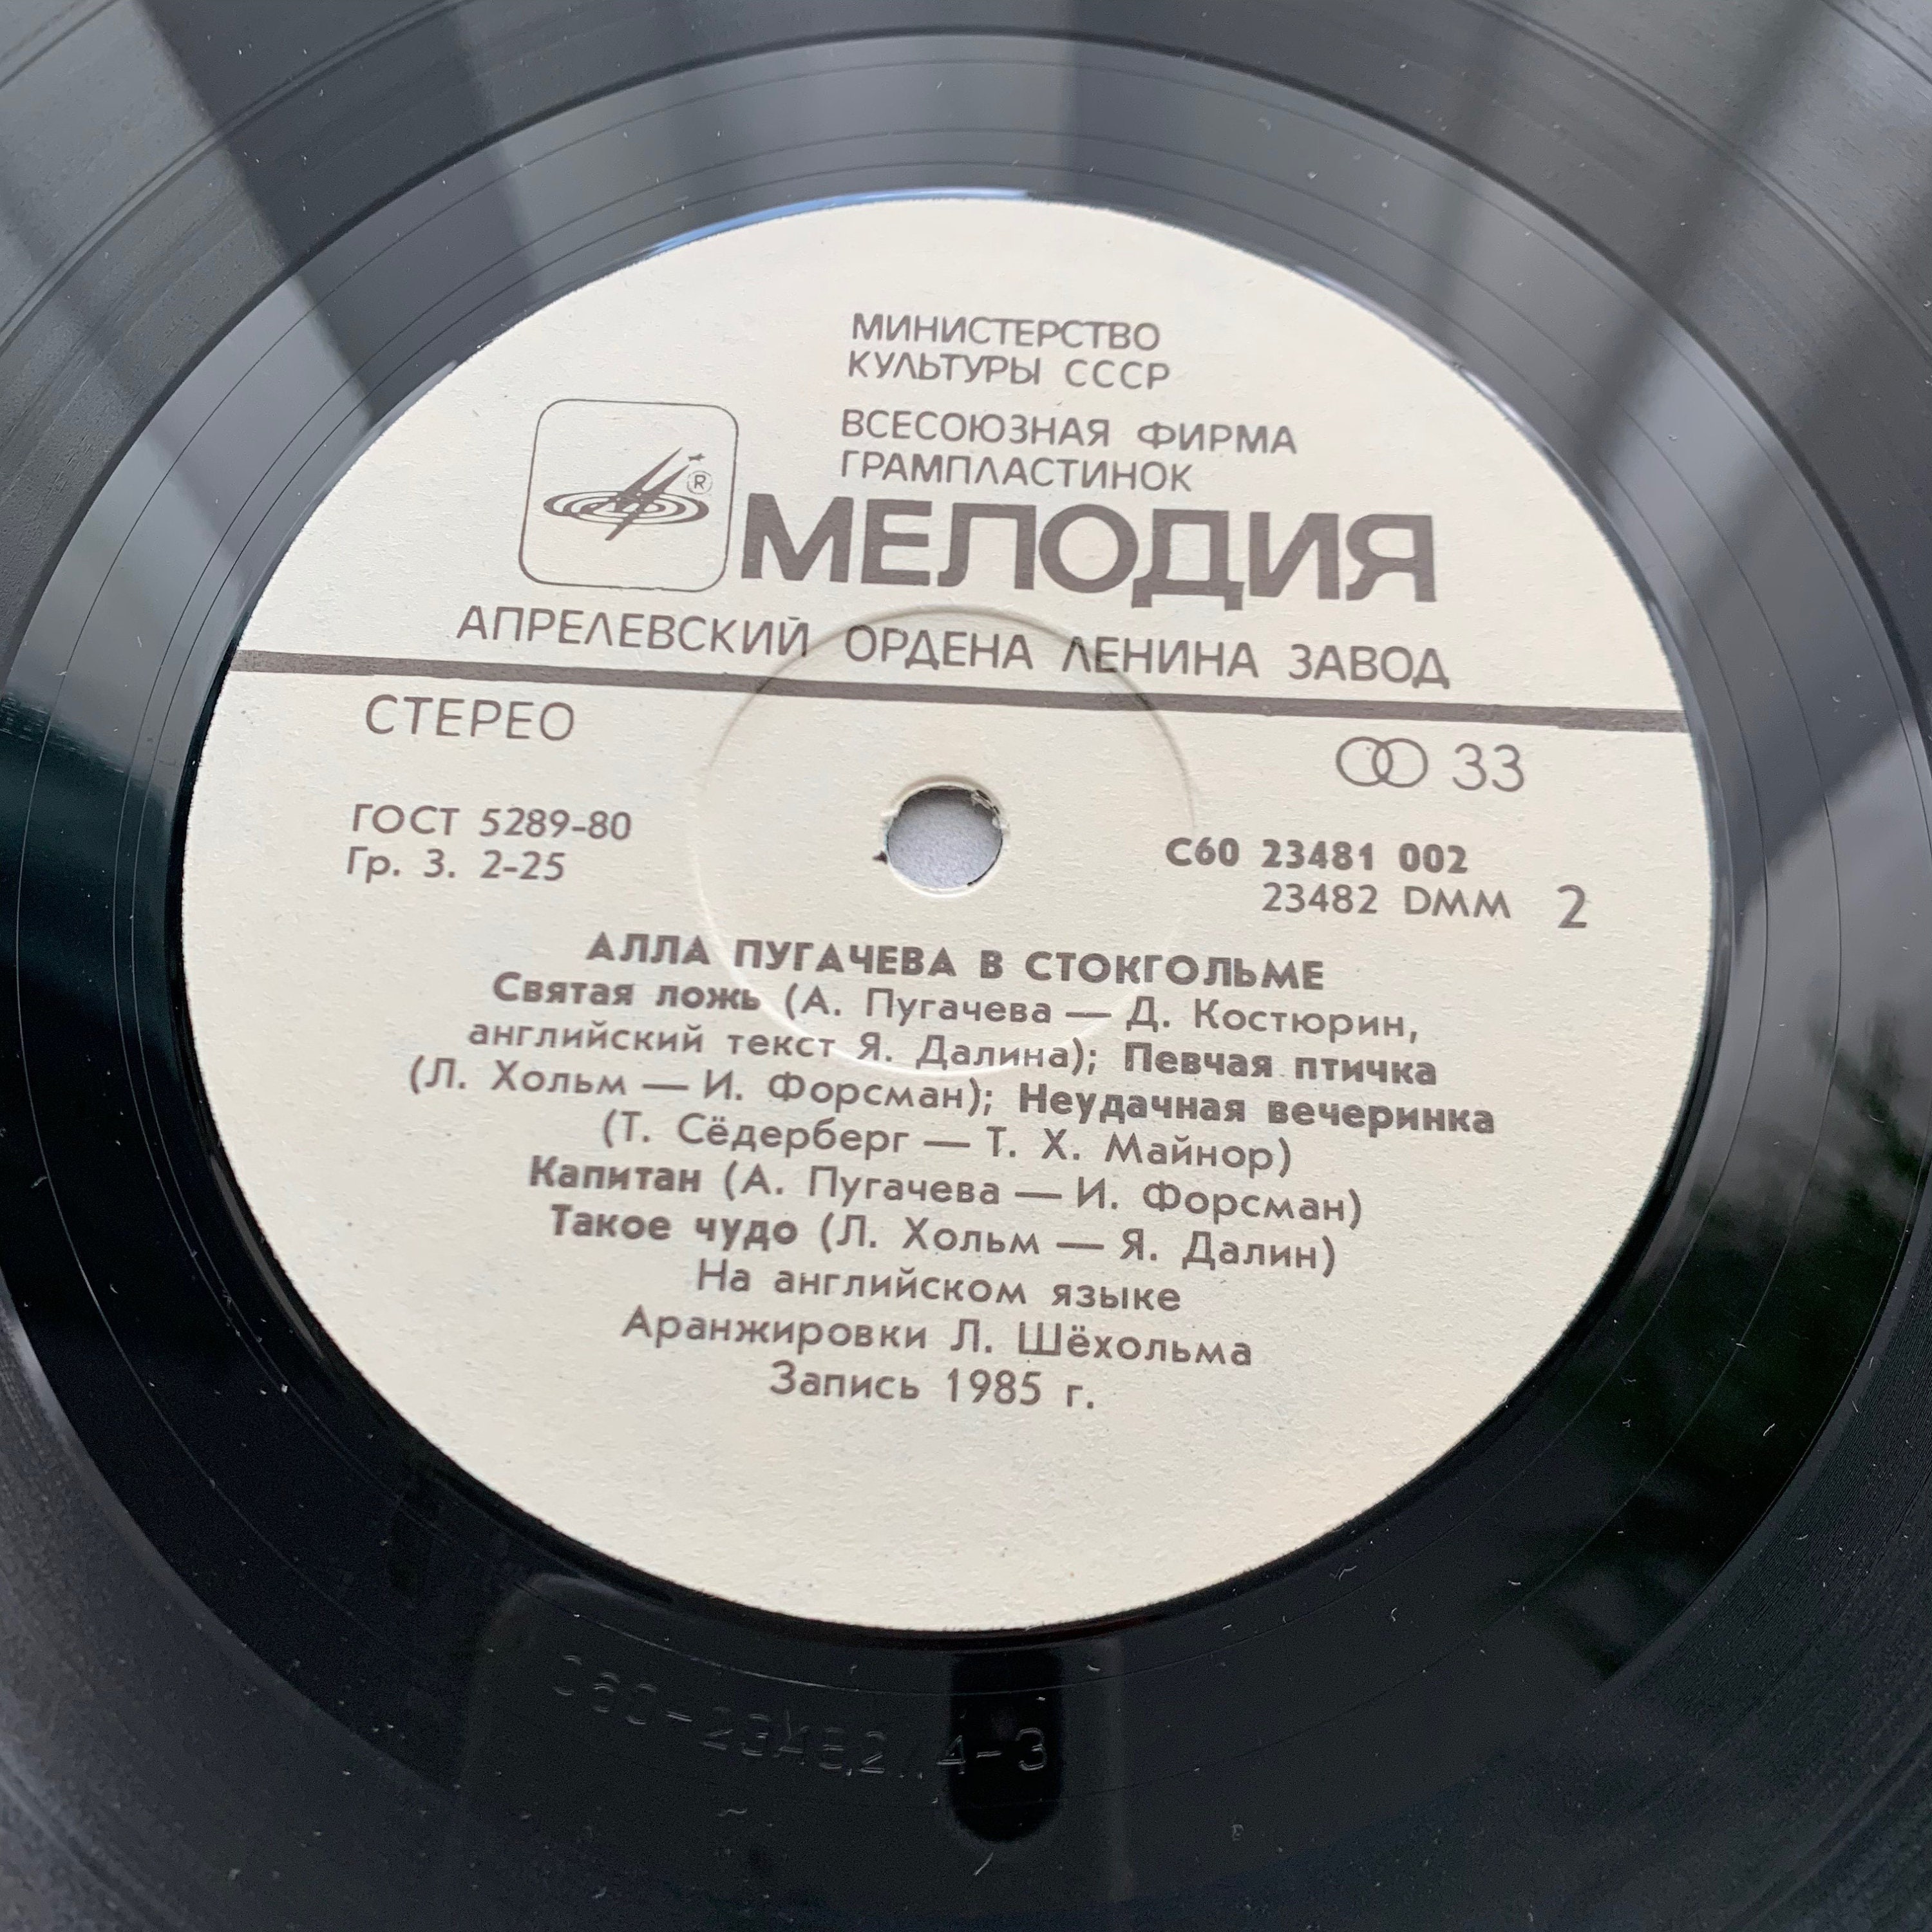 МИНИСТЕРСТВО
КУЛЬТУРЫ СССР
ВСЕСОЮЗНАЯ ФИРМА
ГРАМПЛАСТИНОК
®
МЕЛОДИЯ
АПРЕЛЕВСКИЙ ОРДЕНА ЛЕНИНА ЗАВОД
СТЕРЕО
33
ГОСТ 5289-80
Гр. 3. 2-25
С60 23481 002
23482 DMM 2
АЛЛА ПУГАЧЕВА В СТОКГОЛЬМЕ
Святая ложь (А. Пугачева — Д. Костюрин,
английский текст Я. Далина); Певчая птичка
(Л. Хольм — И. Форсман); Неудачная вечеринка
(Т. Сёдерберг — Т. Х. Майнор)
Капитан (А. Пугачева — И. Форсман)
Такое чудо (Л. Хольм — Я. Далин)
На английском языке
Аранжировки Л. Шёхольма
Запись 1985 г.